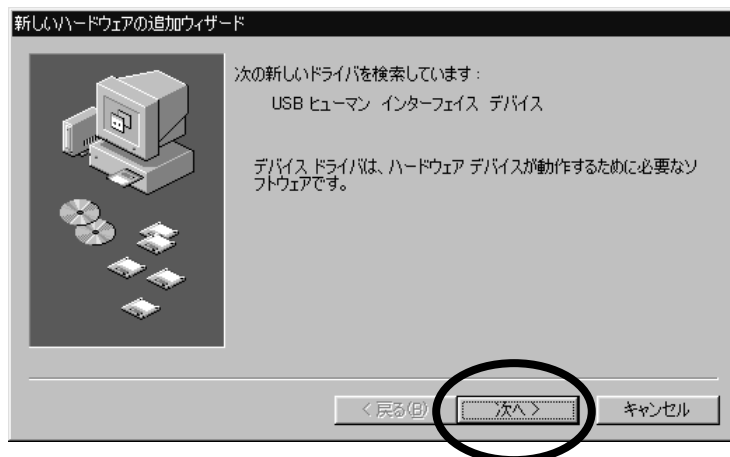 新しいハードウェアの追加ウィザード
次の新しいドライバを検索しています：
USB ヒューマン インターフェイス デバイス
デバイス ドライバは、ハードウェア デバイスが動作するために必要なソ
フトウェアです。
< 戻る(B) 次へ > キャンセル